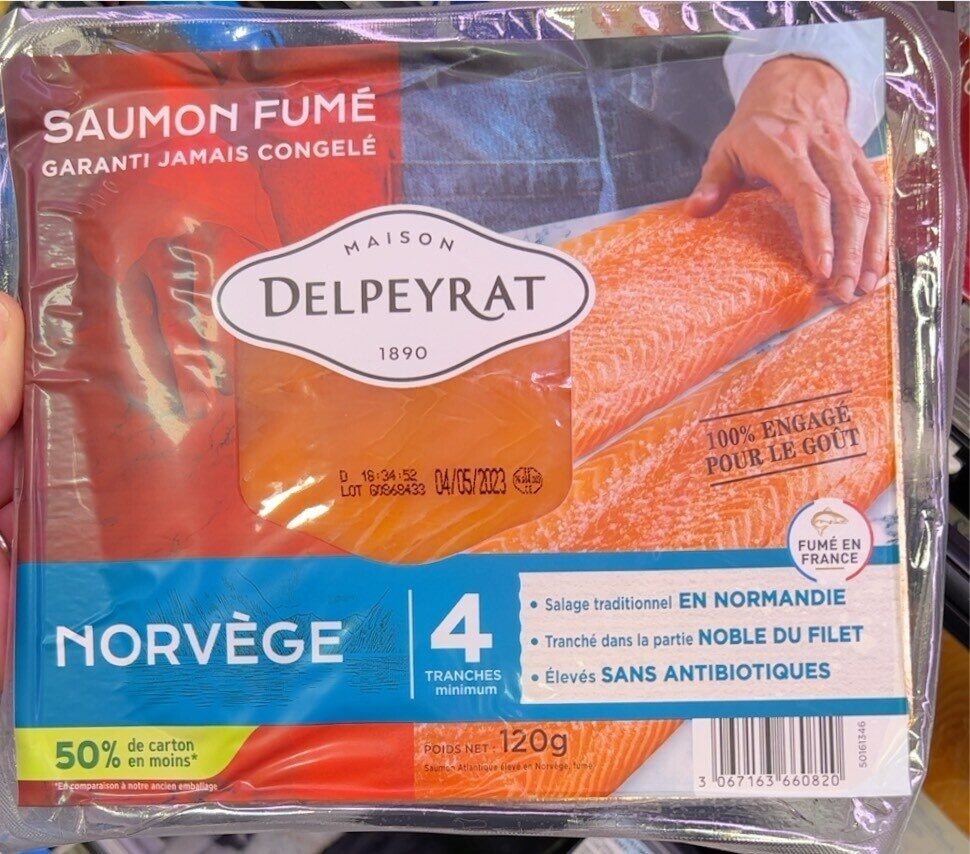 SAUMON FUMÉ
GARANTI JAMAIS CONGELÉ
MAISON
DELPEYRAT
1890
D 18:34:52
LOT 60868433 04/05/2023
100% ENGAGÉ
POUR LE GOÛT
FUMÉ EN
FRANCE
NORVÈGE
4
TRANCHES
minimum
• Salage traditionnel EN NORMANDIE
• Tranché dans la partie NOBLE DU FILET
• Élevés SANS ANTIBIOTIQUES
50% de carton
en moins*
*En comparaison à notre ancien emballage
POIDS NET : 120g
Saumon Atlantique élevé en Norvège, fumé
3 067163 660820
50161346